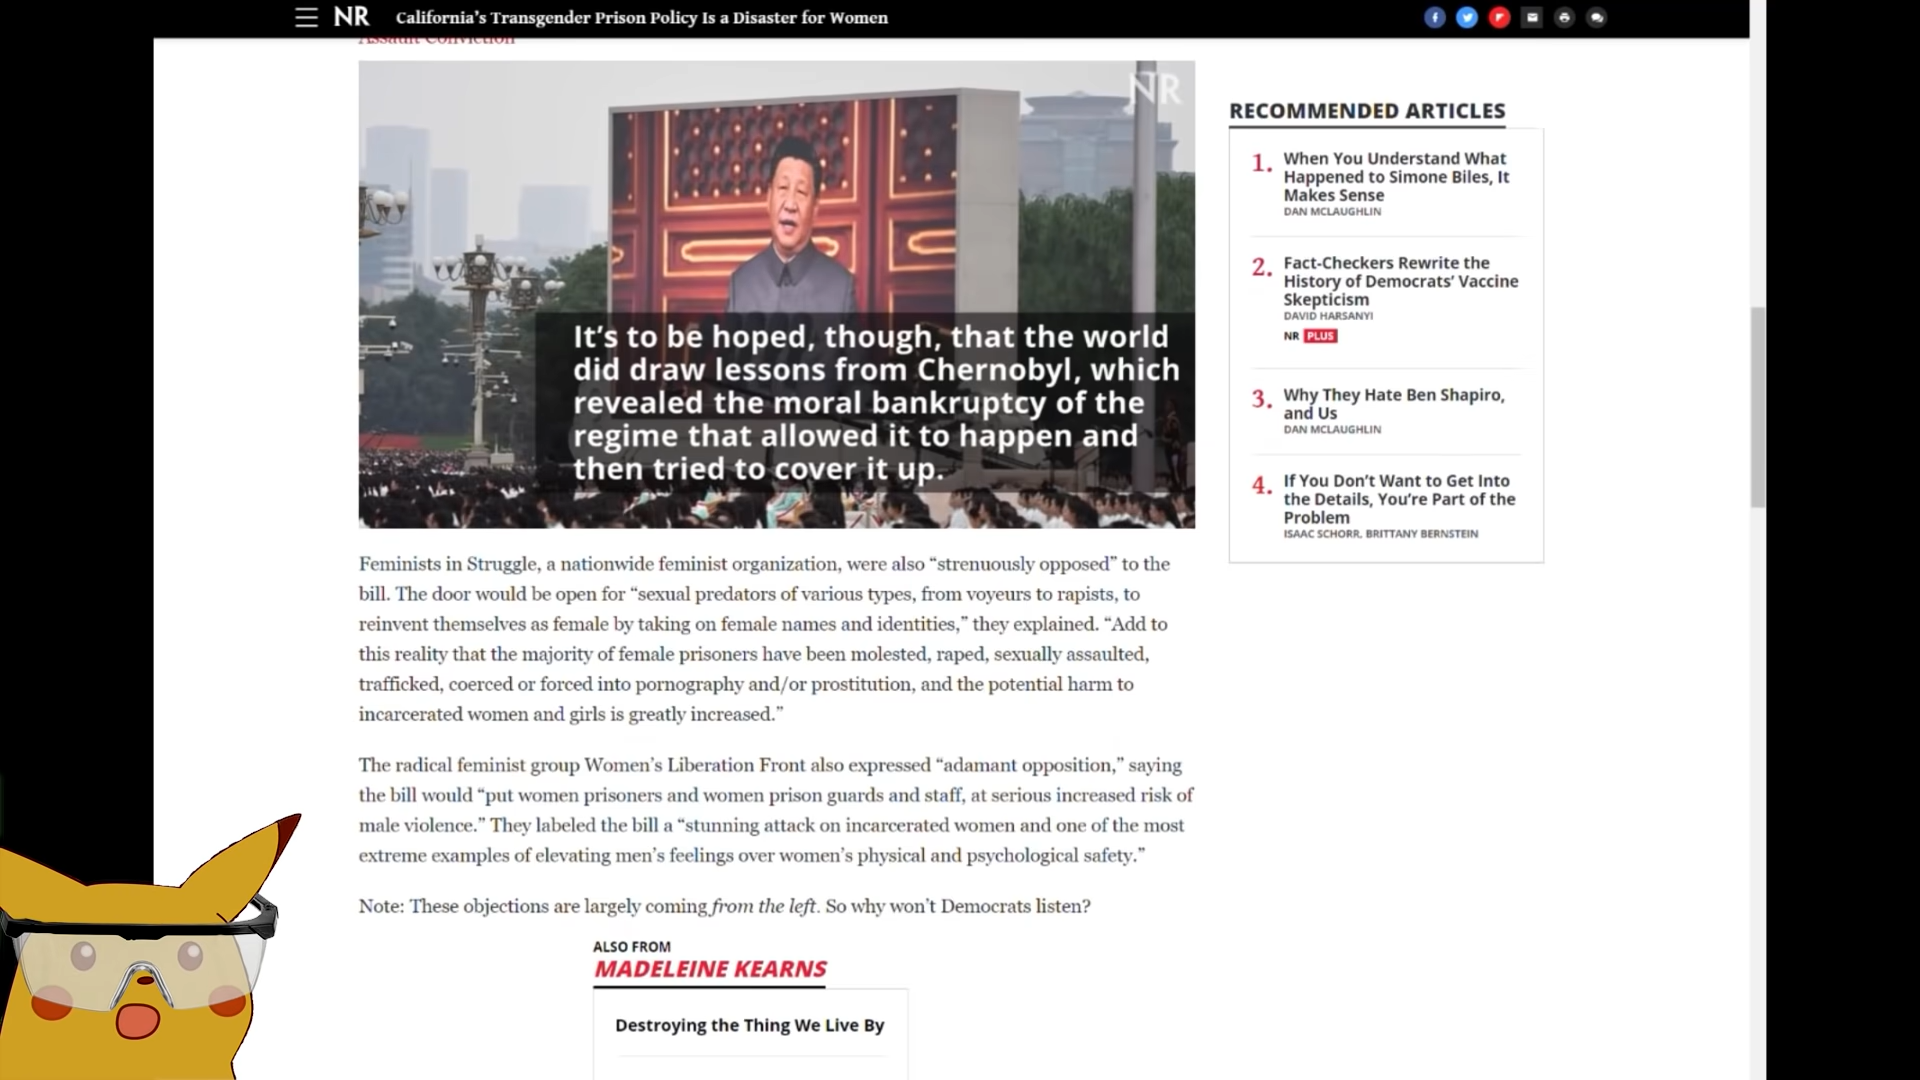 NR
California's Transgender Prison Policy Is a Disaster for Women
Assault Conviction
NR
It's to be hoped, though, that the world
did draw lessons from Chernobyl, which
revealed the moral bankruptcy of the
regime that allowed it to happen and
then tried to cover it up.
Feminists in Struggle, a nationwide feminist organization, were also “strenuously opposed” to the
bill. The door would be open for “sexual predators of various types, from voyeurs to rapists, to
reinvent themselves as female by taking on female names and identities,” they explained. “Add to
this reality that the majority of female prisoners have been molested, raped, sexually assaulted,
trafficked, coerced or forced into pornography and/or prostitution, and the potential harm to
incarcerated women and girls is greatly increased.”
The radical feminist group Women’s Liberation Front also expressed “adamant opposition,” saying
the bill would “put women prisoners and women prison guards and staff, at serious increased risk of
male violence.” They labeled the bill a “stunning attack on incarcerated women and one of the most
extreme examples of elevating men’s feelings over women’s physical and psychological safety.”
Note: These objections are largely coming from the left. So why won’t Democrats listen?
ALSO FROM
MADELEINE KEARNS
Destroying the Thing We Live By
RECOMMENDED ARTICLES
1. When You Understand What
Happened to Simone Biles, It
Makes Sense
DAN MCLAUGHLIN
2. Fact-Checkers Rewrite the
History of Democrats’ Vaccine
Skepticism
DAVID HARSANYI
NR PLUS
3. Why They Hate Ben Shapiro,
and Us
DAN MCLAUGHLIN
4. If You Don’t Want to Get Into
the Details, You’re Part of the
Problem
ISAAC SCHORR, BRITTANY BERNSTEIN